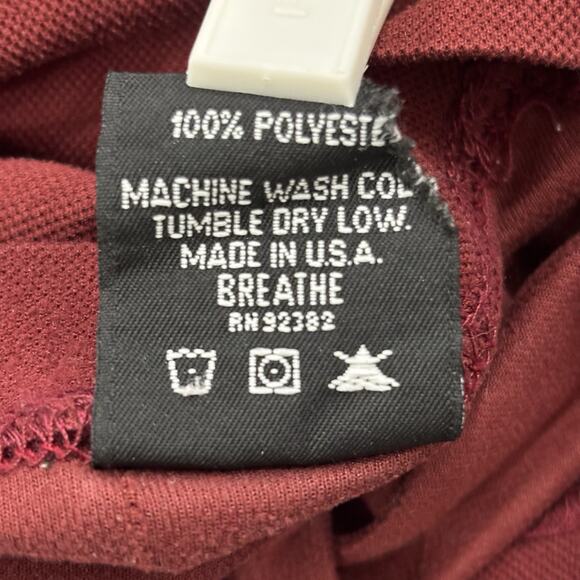 100% POLYESTE
MACHINE WASH COL
TUMBLE DRY LOW.
MADE IN U.S.A.
BREATHE
RN 92382